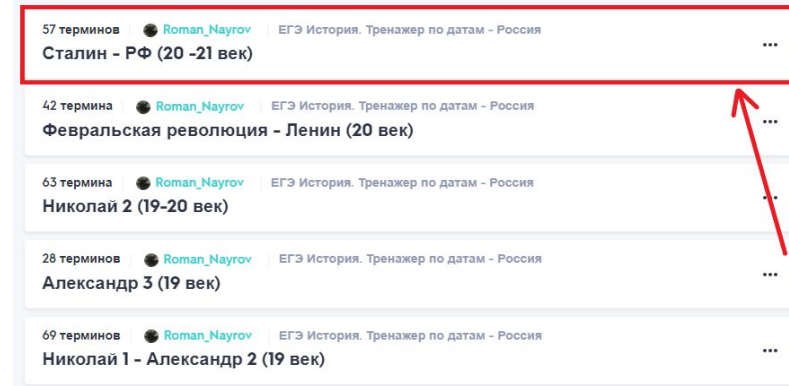 57 терминов Roman_Nayrov ЕГЭ История. Тренажер по датам - Россия
Сталин - РФ (20 -21 век)
42 термина Roman_Nayrov ЕГЭ История. Тренажер по датам - Россия
Февральская революция - Ленин (20 век)
63 термина Roman_Nayrov ЕГЭ История. Тренажер по датам - Россия
Николай 2 (19-20 век)
28 терминов Roman_Nayrov ЕГЭ История. Тренажер по датам - Россия
Александр 3 (19 век)
69 терминов Roman_Nayrov ЕГЭ История. Тренажер по датам - Россия
Николай 1 - Александр 2 (19 век)